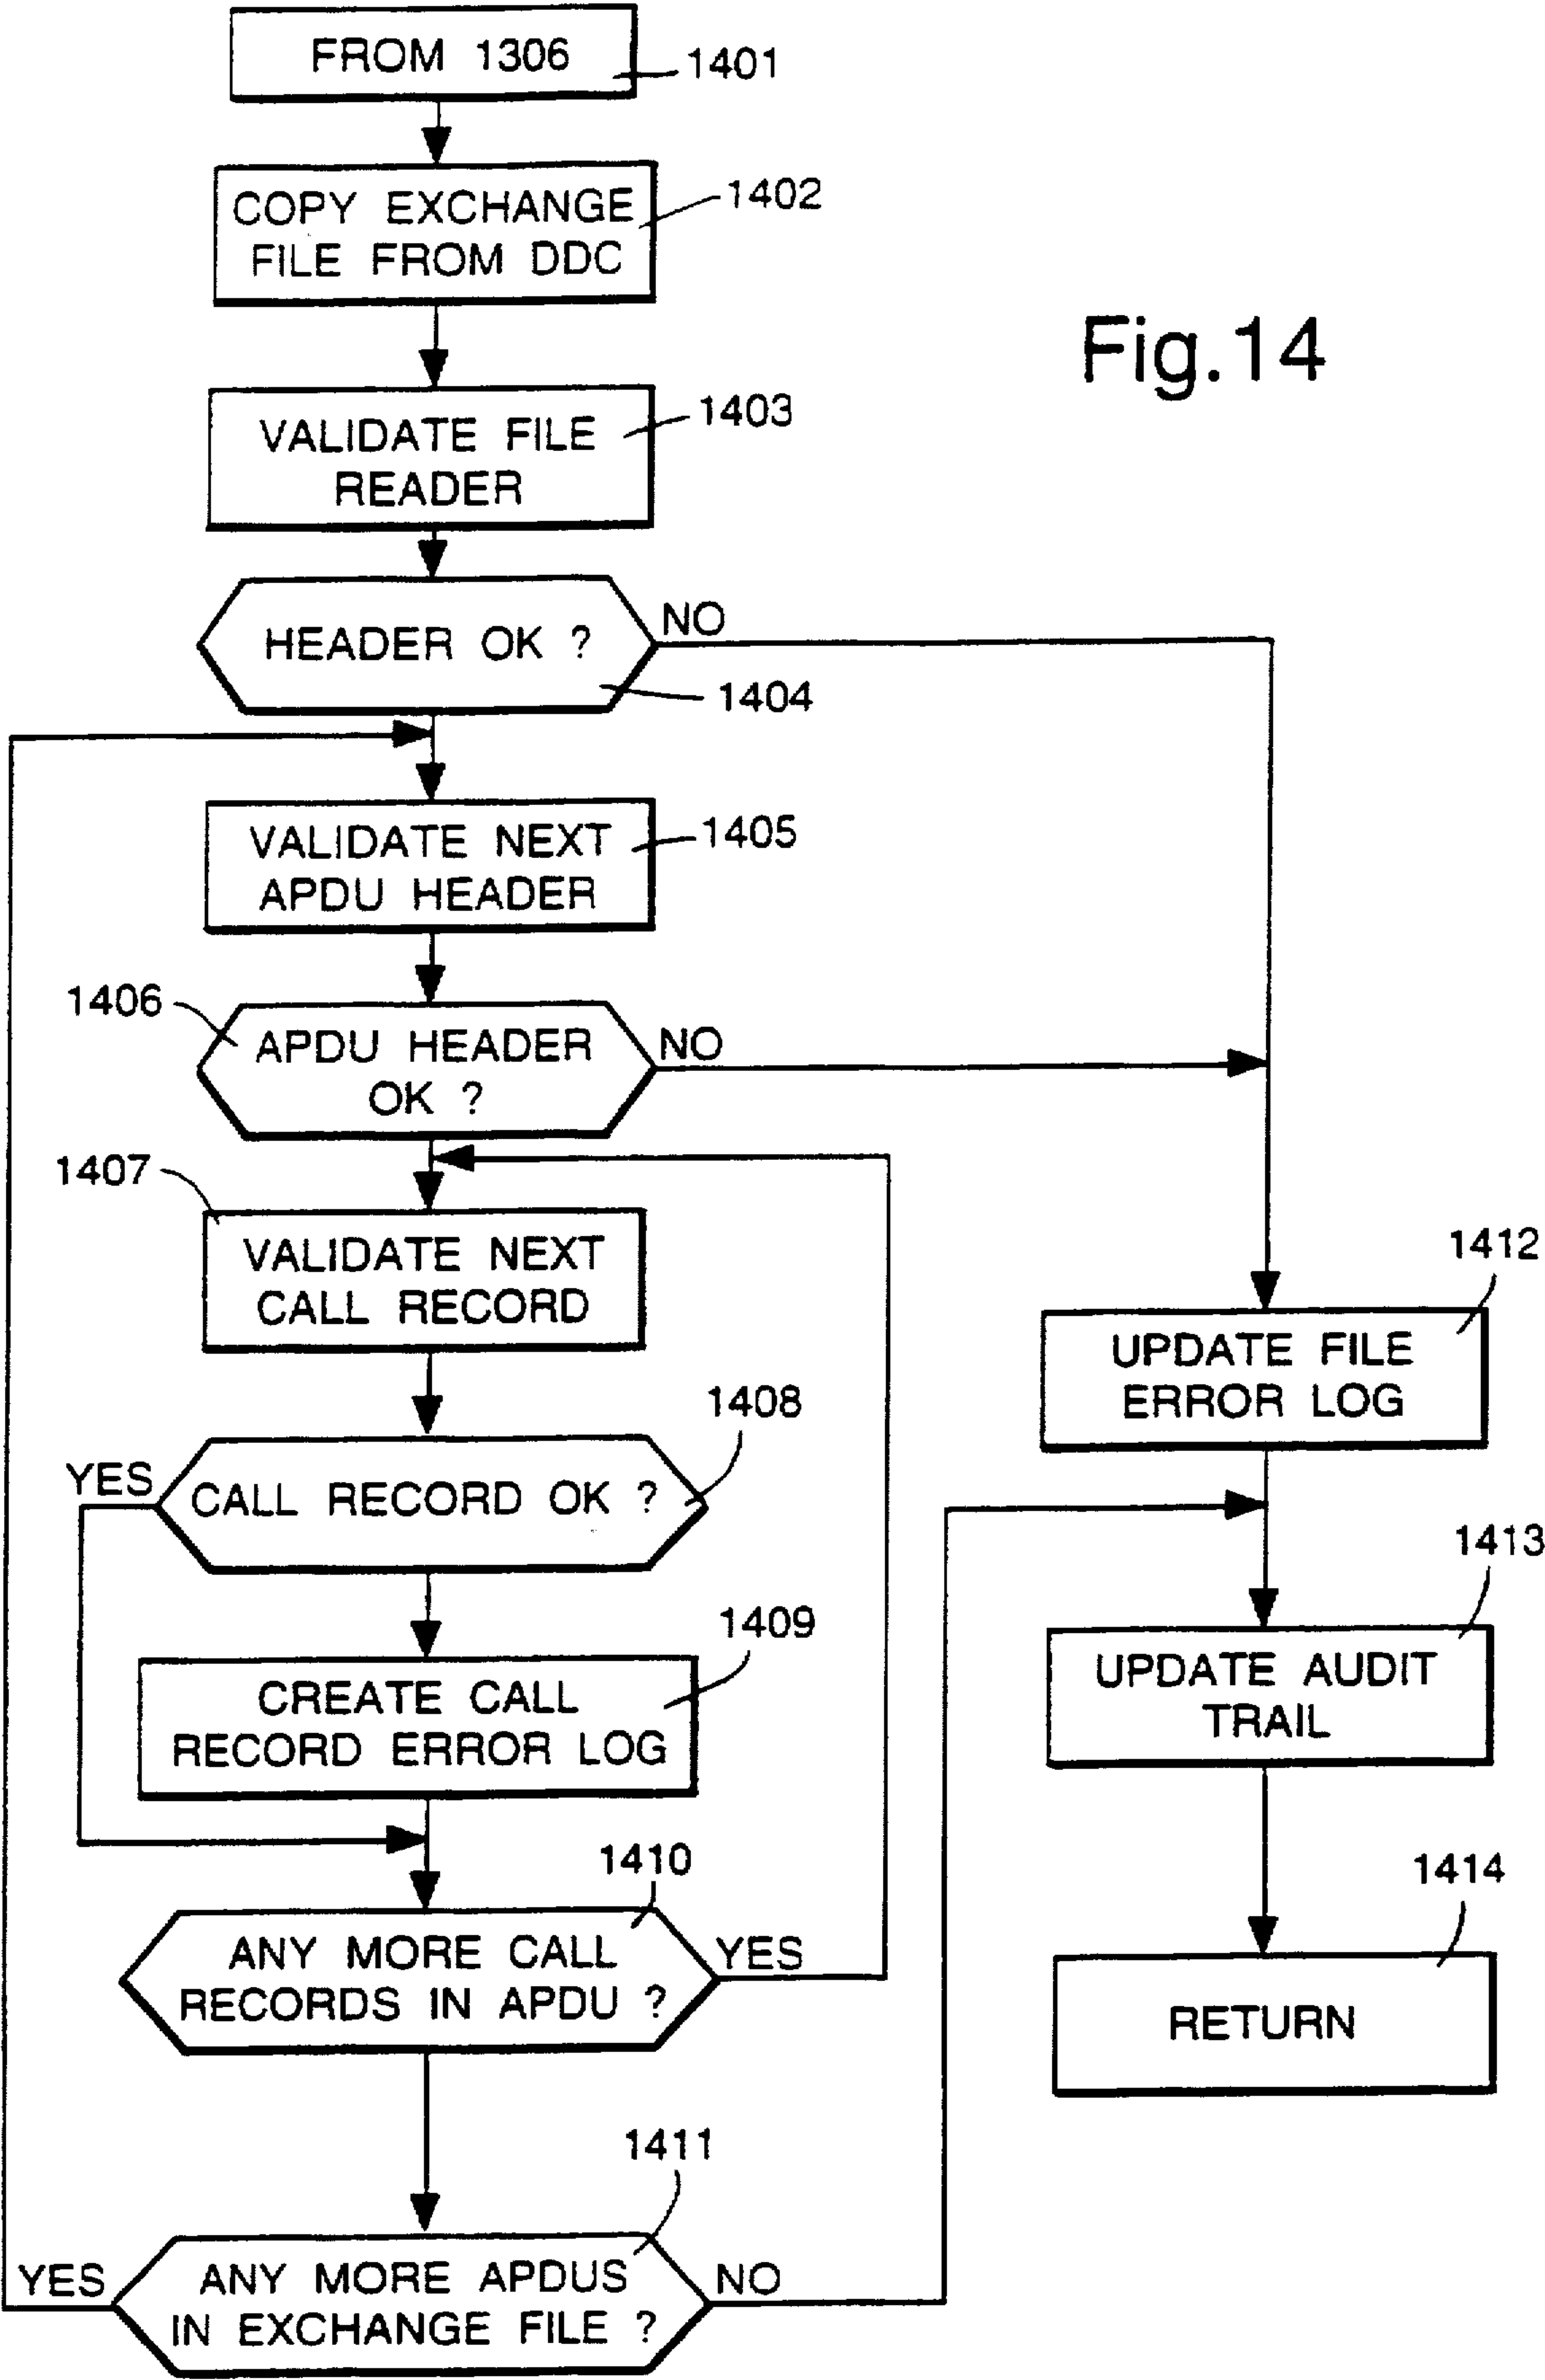 FROM 1306
1401
COPY EXCHANGE
FILE FROM DDC
1402
Fig.14
VALIDATE FILE
READER
1403
HEADER OK ?
NO
1404
VALIDATE NEXT
APDU HEADER
1405
1406
APDU HEADER
OK ?
NO
1407
VALIDATE NEXT
CALL RECORD
1408
YES
CALL RECORD OK ?
1409
CREATE CALL
RECORD ERROR LOG
1410
ANY MORE CALL
RECORDS IN APDU ?
YES
1411
YES
ANY MORE APDUS
IN EXCHANGE FILE ?
NO
1412
UPDATE FILE
ERROR LOG
1413
UPDATE AUDIT
TRAIL
1414
RETURN